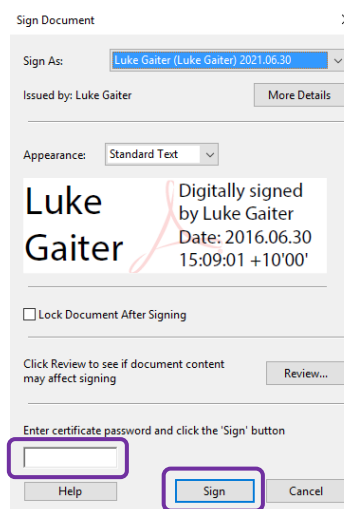 Sign Document
Sign As: Luke Gaiter (Luke Gaiter) 2021.06.30
Issued by: Luke Gaiter More Details
Appearance: Standard Text
Luke
Gaiter
Digitally signed
by Luke Gaiter
Date: 2016.06.30
15:09:01 +10'00'
Lock Document After Signing
Click Review to see if document content
may affect signing
Review...
Enter certificate password and click the 'Sign' button
Help Sign Cancel